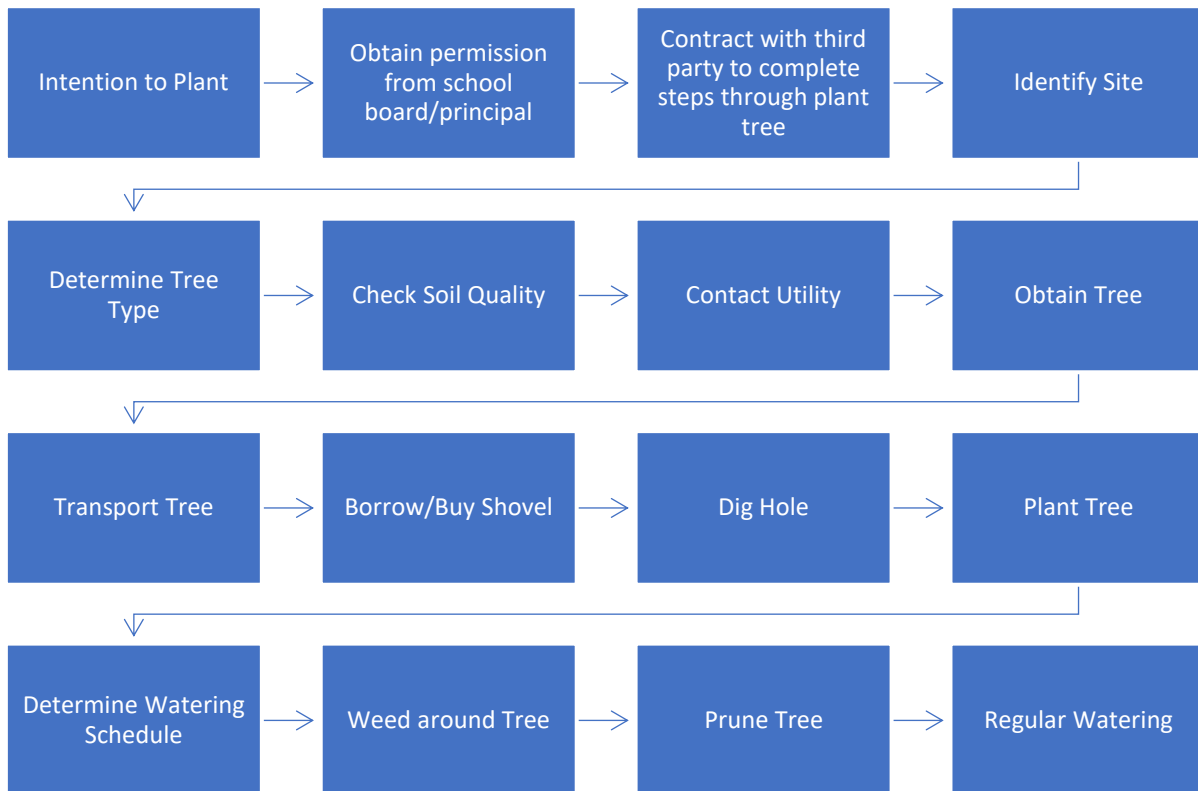 Intention to Plant
Obtain permission
from school
board/principal
Contract with third
party to complete
steps through plant
tree
Identify Site
Determine Tree
Type
Check Soil Quality
Contact Utility
Obtain Tree
Transport Tree
Borrow/Buy Shovel
Dig Hole
Plant Tree
Determine Watering
Schedule
Weed around Tree
Prune Tree
Regular Watering